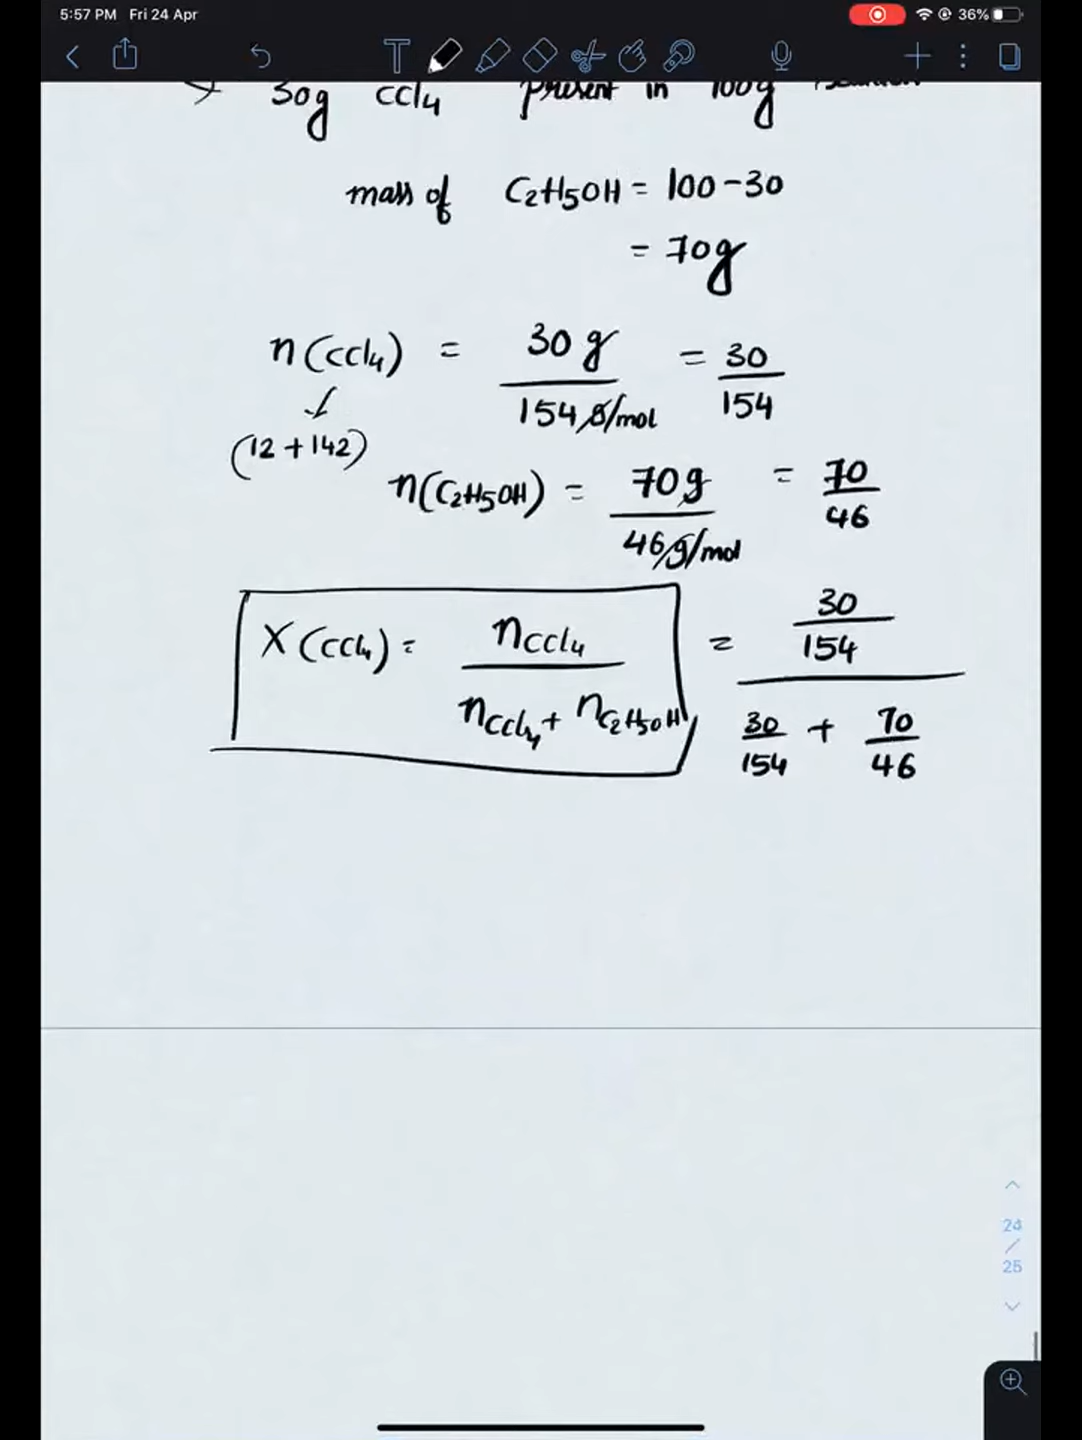 5:57 PM Fri 24 Apr
36%
30g CCl4 present in 100g
mass of C2H5OH = 100-30
= 70g
n(CCl4) = 30g / 154 g/mol = 30/154
(12+142)
n(C2H5OH) = 70g / 46 g/mol = 70/46
X(CCl4) = nCCl4 / nCCl4 + nC2H5OH = 30/154 / 30/154 + 70/46
24
/
25